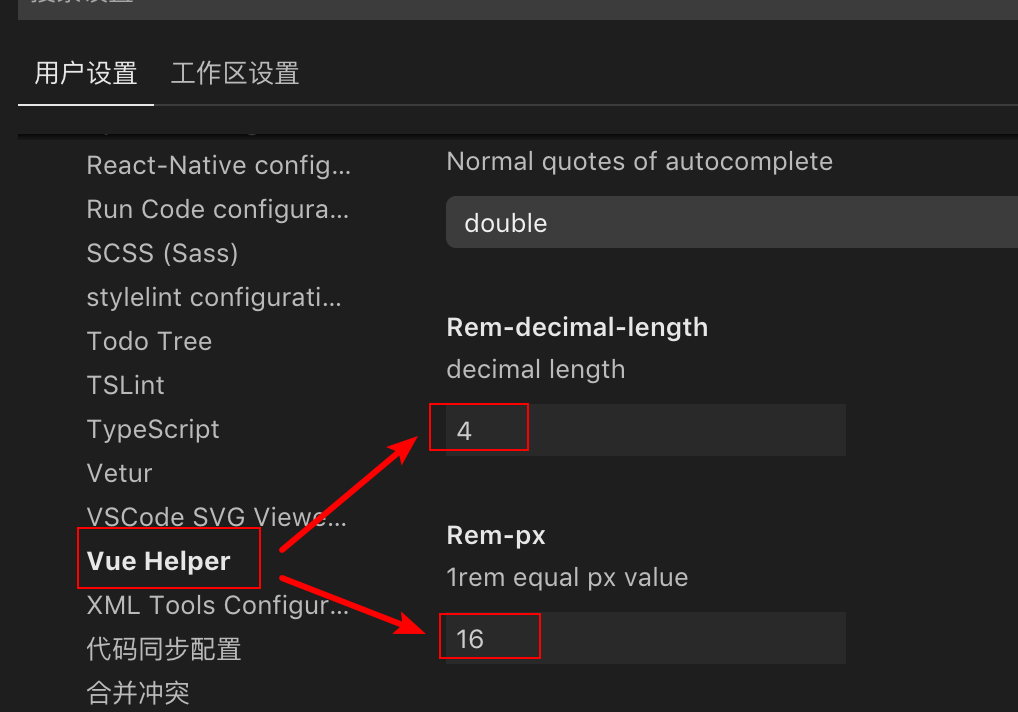 用户设置 工作区设置
React-Native config...
Run Code configura...
SCSS (Sass)
stylelint configurati...
Todo Tree
TSLint
TypeScript
Vetur
VSCode SVG Viewe...
Vue Helper
XML Tools Configur...
代码同步配置
合并冲突
Normal quotes of autocomplete
double
Rem-decimal-length
decimal length
4
Rem-px
1rem equal px value
16